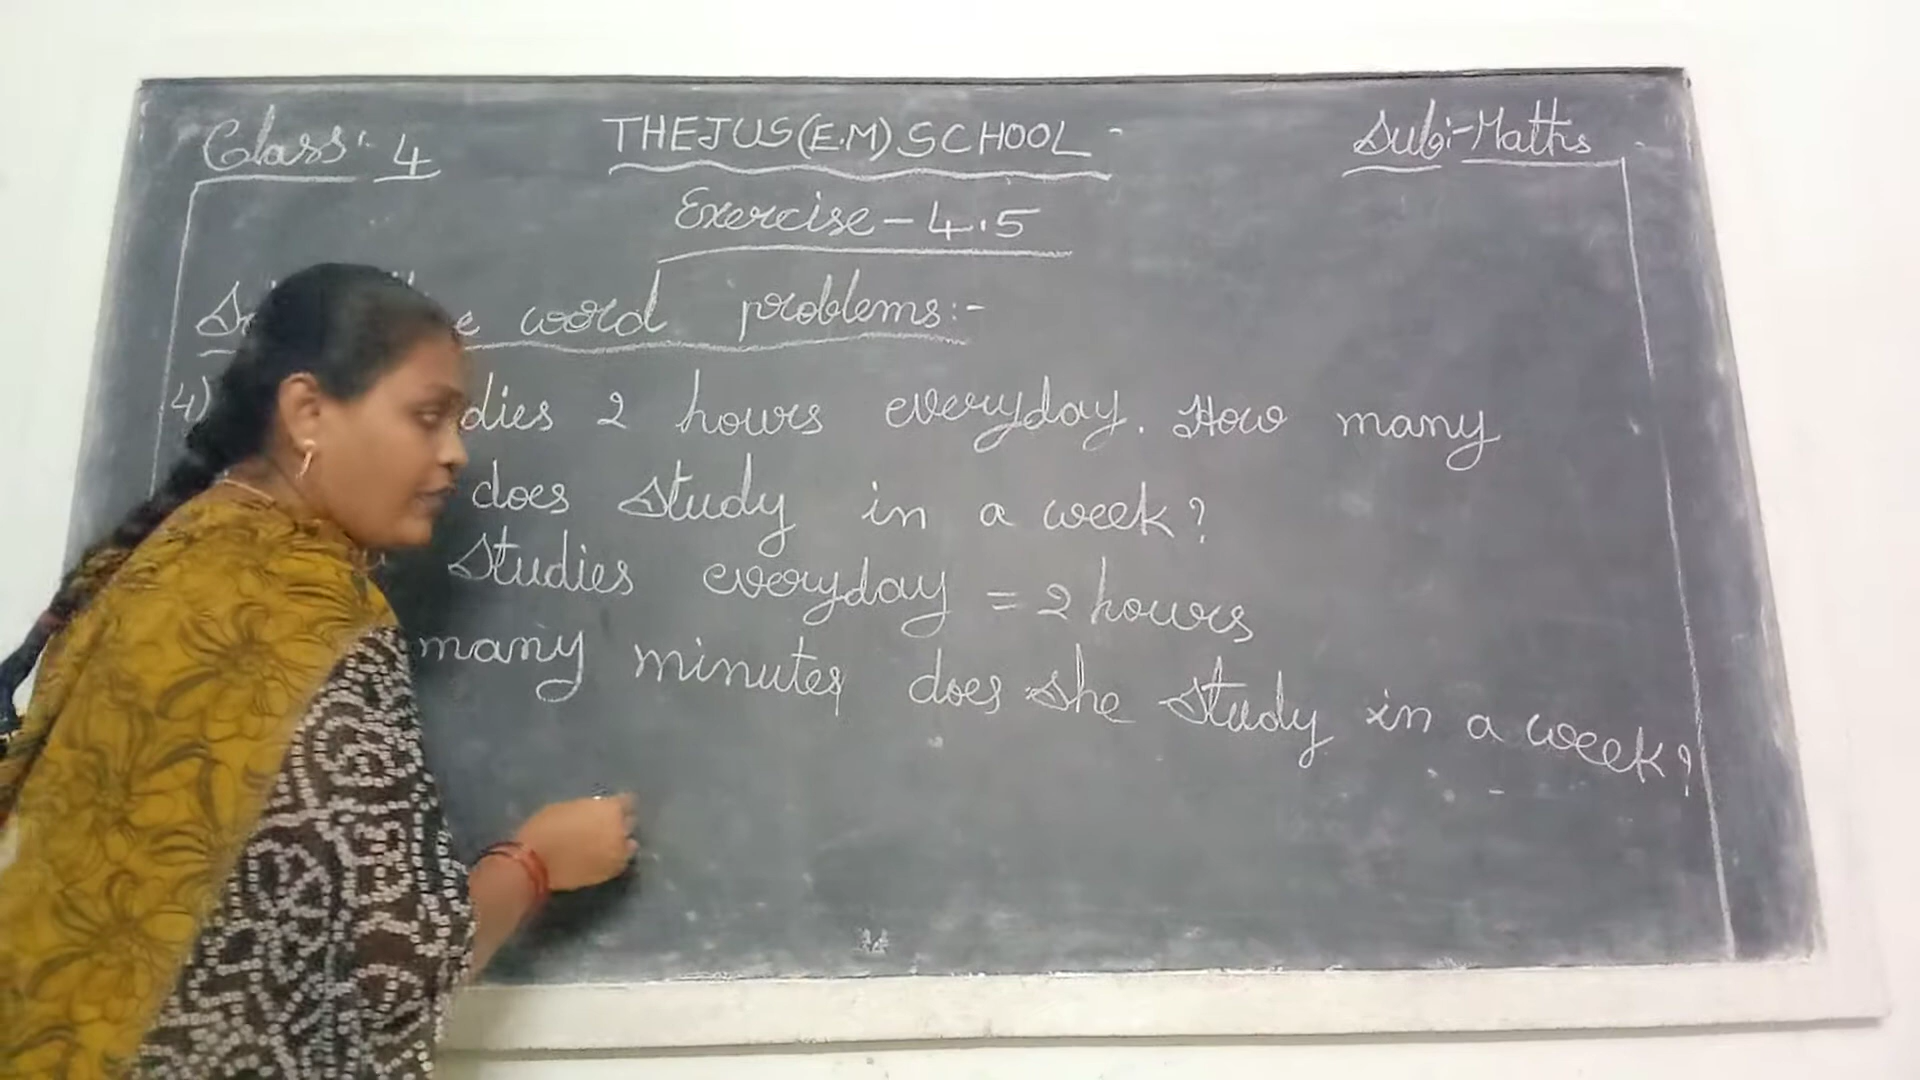 Class:- 4 THEJUS(E.M) SCHOOL Sub:-Maths
Exercise-4.5
word problems:-
4) 2 hours everyday. How many
does study in a week?
studies everyday = 2 hours
many minutes does she study in a week?